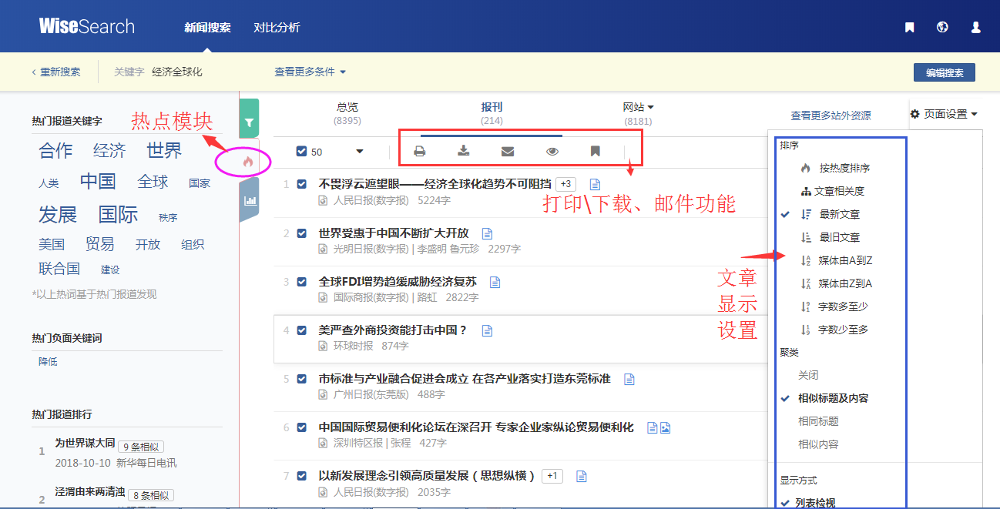 WiseSearch 新闻搜索 对比分析
重新搜索 关键字 经济全球化 查看更多条件 编辑搜索
总览 报刊 网站
(8395) (214) (8181)
查看更多站外资源 页面设置
热门报道关键字 热点模块
合作 经济 世界
人类 中国 全球 国家
发展 国际 秩序
美国 贸易 开放 组织
联合国 建设
*以上热词基于热门报道发现
热门负面关键词
降低
热门报道排行
1 为世界谋大同 9 条相似
2018-10-10 新华每日电讯
2 泾渭由来两清浊 8 条相似
50
1 不畏浮云遮望眼——经济全球化趋势不可阻挡 +3
人民日报(数字报) 5224字
打印\下载、邮件功能
2 世界受惠于中国不断扩大开放
光明日报(数字报) | 李盛明 鲁元珍 2297字
3 全球FDI增势趋缓威胁经济复苏
国际商报(数字报) | 路虹 2822字
4 美严查外商投资能打击中国？
环球时报 874字
5 市标准与产业融合促进会成立 在各产业落实打造东莞标准
广州日报(东莞版) 488字
6 中国国际贸易便利化论坛在深召开 专家企业家纵论贸易便利化
深圳特区报 | 张程 427字
7 以新发展理念引领高质量发展（思想纵横） +1
人民日报(数字报) 2035字
文章
显示
设置
排序
按热度排序
文章相关度
最新文章
最旧文章
媒体由A到Z
媒体由Z到A
字数多至少
字数少至多
聚类
关闭
相似标题及内容
相同标题
相似内容
显示方式
列表检视